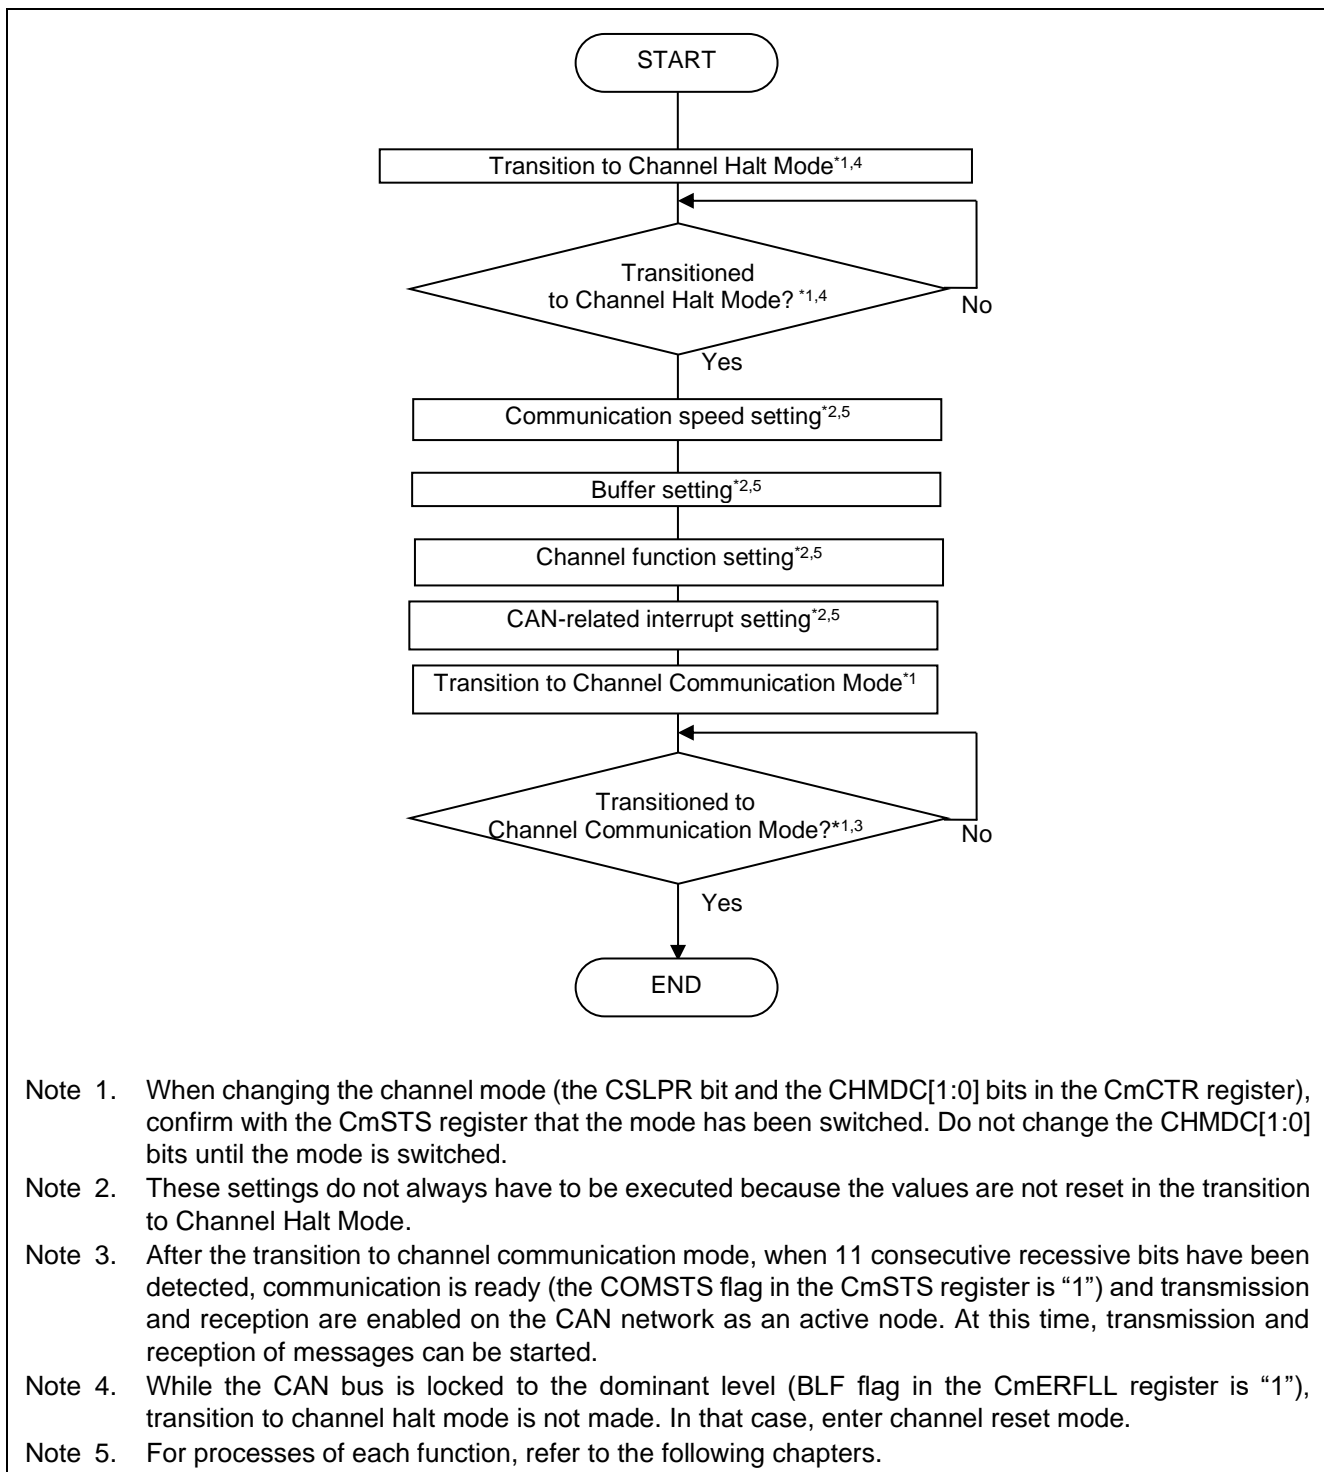 START
Transition to Channel Halt Mode*1,4
Transitioned
to Channel Halt Mode? *1,4
No
Yes
Communication speed setting*2,5
Buffer setting*2,5
Channel function setting*2,5
CAN-related interrupt setting*2,5
Transition to Channel Communication Mode*1
Transitioned to
Channel Communication Mode?*1,3
No
Yes
END
Note 1. When changing the channel mode (the CSLPR bit and the CHMDC[1:0] bits in the CmCTR register),
confirm with the CmSTS register that the mode has been switched. Do not change the CHMDC[1:0]
bits until the mode is switched.
Note 2. These settings do not always have to be executed because the values are not reset in the transition
to Channel Halt Mode.
Note 3. After the transition to channel communication mode, when 11 consecutive recessive bits have been
detected, communication is ready (the COMSTS flag in the CmSTS register is “1”) and transmission
and reception are enabled on the CAN network as an active node. At this time, transmission and
reception of messages can be started.
Note 4. While the CAN bus is locked to the dominant level (BLF flag in the CmERFLL register is “1”),
transition to channel halt mode is not made. In that case, enter channel reset mode.
Note 5. For processes of each function, refer to the following chapters.